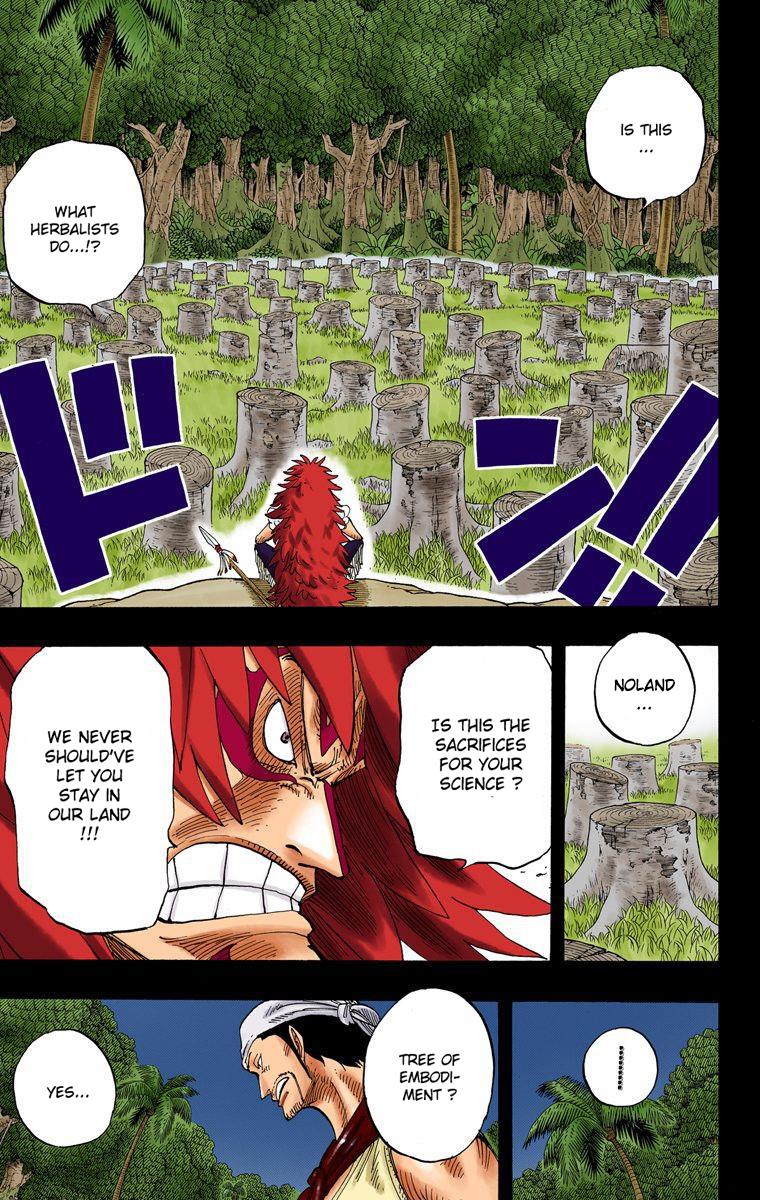 IS THIS
...
WHAT
HERBALISTS
DO...!?
ドン!!
NOLAND
...
IS THIS THE
SACRIFICES
FOR YOUR
SCIENCE ?
WE NEVER
SHOULD'VE
LET YOU
STAY IN
OUR LAND
!!!
.........
TREE OF
EMBODI-
MENT ?
YES...